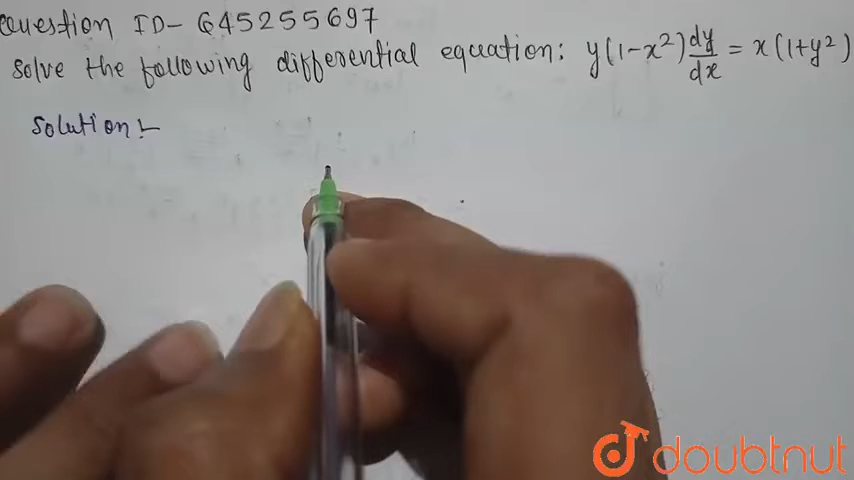 Question ID- 645255697
Solve the following differential equation: y(1-x²)dy/dx = x(1+y²)
Solution:-
doubtnut